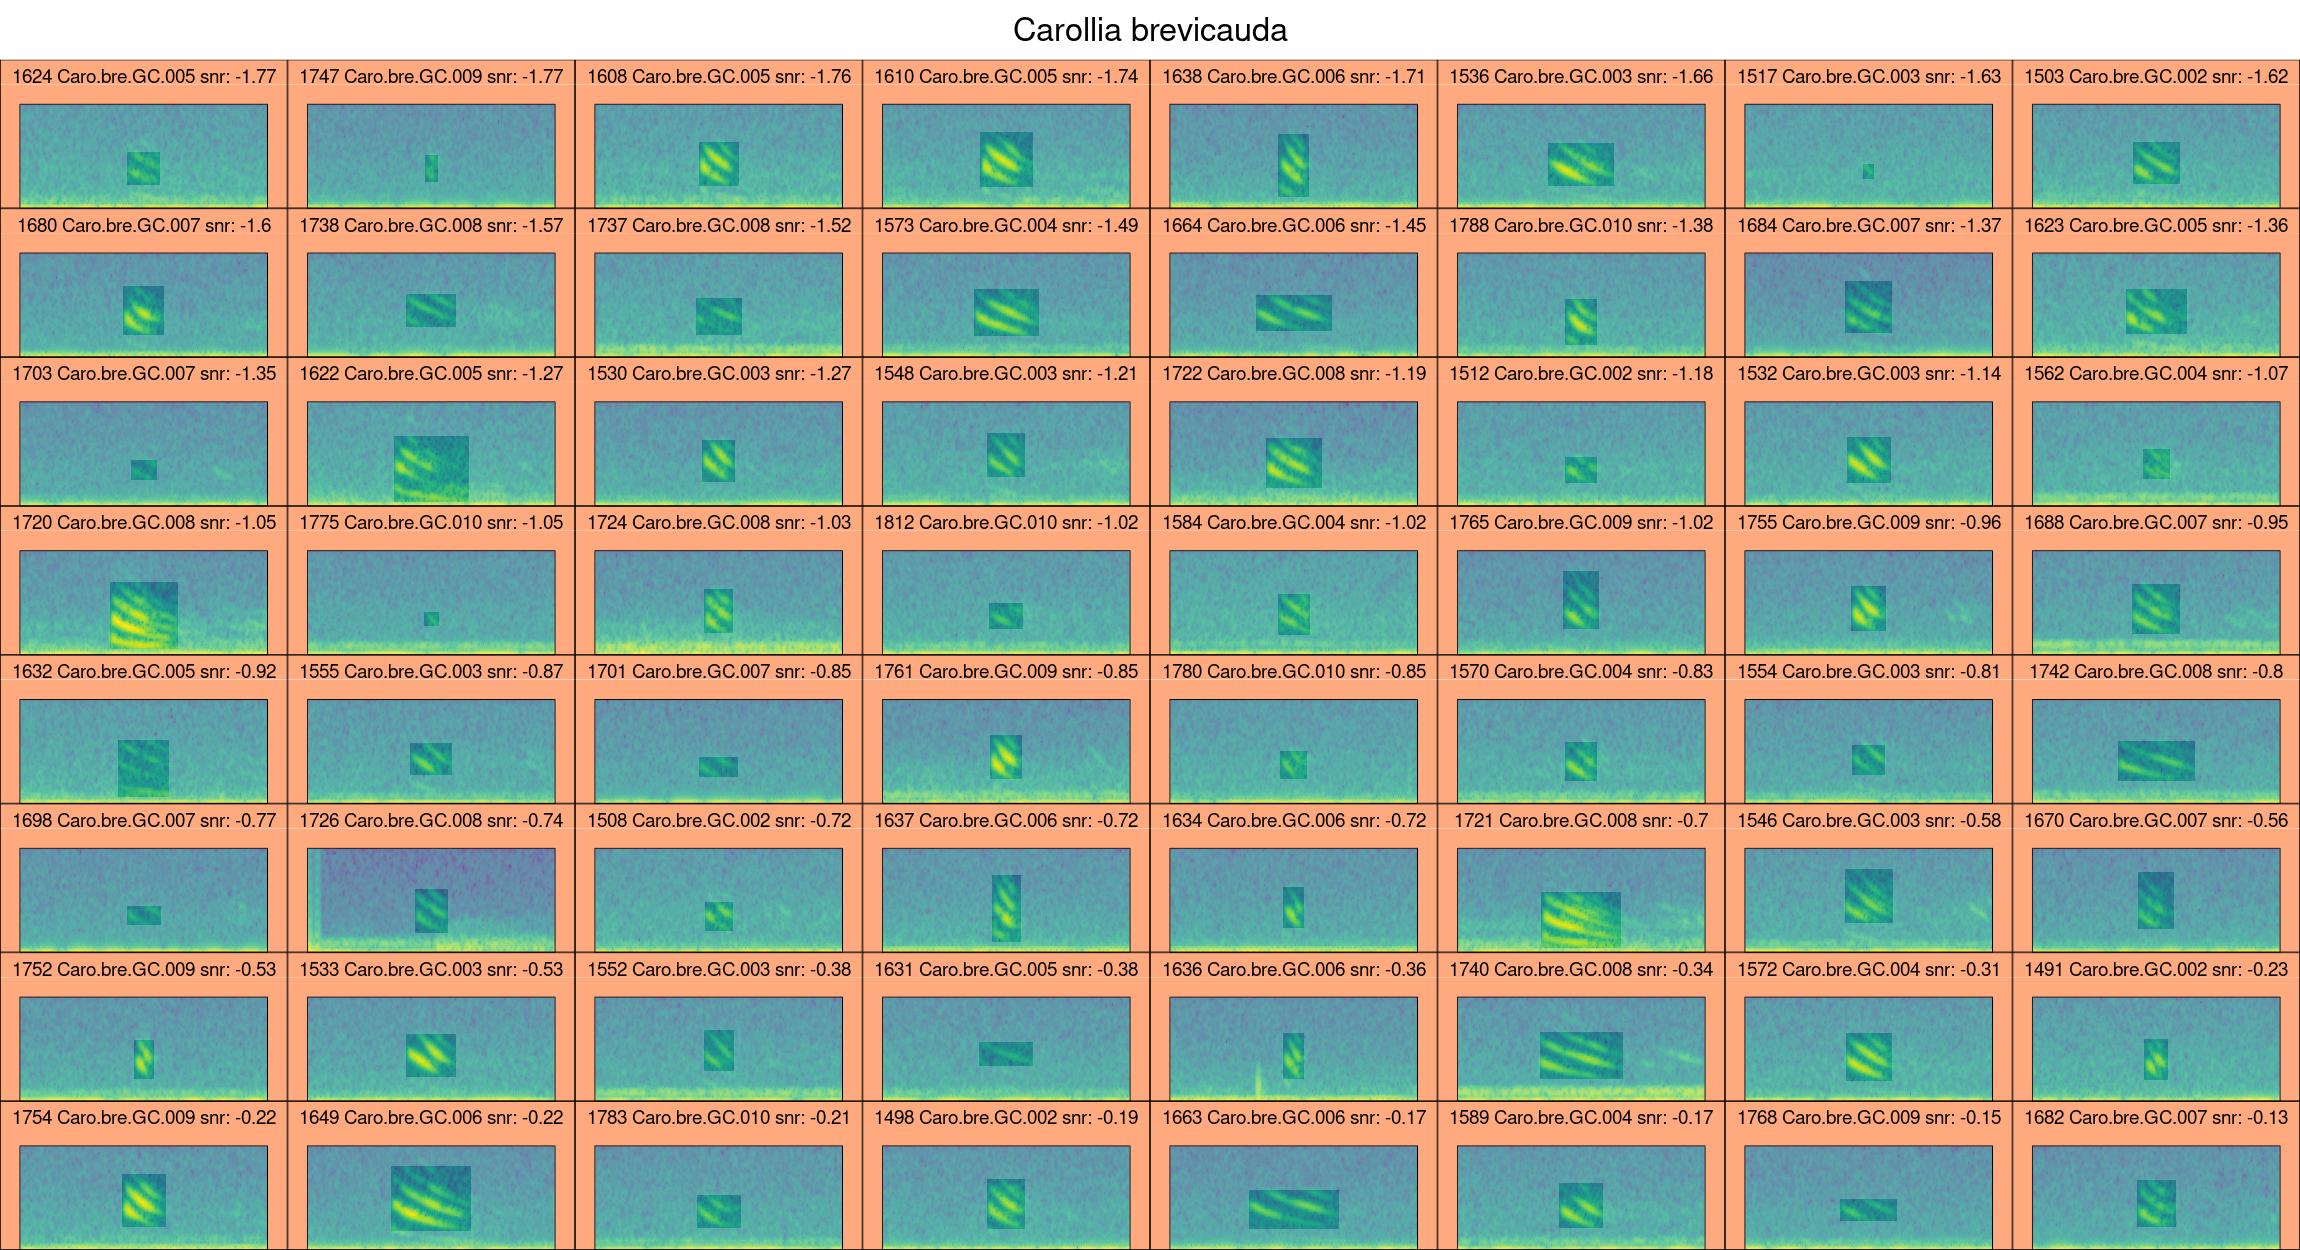 Carollia brevicauda
1624 Caro.bre.GC.005 snr: -1.77
1747 Caro.bre.GC.009 snr: -1.77
1608 Caro.bre.GC.005 snr: -1.76
1610 Caro.bre.GC.005 snr: -1.74
1638 Caro.bre.GC.006 snr: -1.71
1536 Caro.bre.GC.003 snr: -1.66
1517 Caro.bre.GC.003 snr: -1.63
1503 Caro.bre.GC.002 snr: -1.62
1680 Caro.bre.GC.007 snr: -1.6
1738 Caro.bre.GC.008 snr: -1.57
1737 Caro.bre.GC.008 snr: -1.52
1573 Caro.bre.GC.004 snr: -1.49
1664 Caro.bre.GC.006 snr: -1.45
1788 Caro.bre.GC.010 snr: -1.38
1684 Caro.bre.GC.007 snr: -1.37
1623 Caro.bre.GC.005 snr: -1.36
1703 Caro.bre.GC.007 snr: -1.35
1622 Caro.bre.GC.005 snr: -1.27
1530 Caro.bre.GC.003 snr: -1.27
1548 Caro.bre.GC.003 snr: -1.21
1722 Caro.bre.GC.008 snr: -1.19
1512 Caro.bre.GC.002 snr: -1.18
1532 Caro.bre.GC.003 snr: -1.14
1562 Caro.bre.GC.004 snr: -1.07
1720 Caro.bre.GC.008 snr: -1.05
1775 Caro.bre.GC.010 snr: -1.05
1724 Caro.bre.GC.008 snr: -1.03
1812 Caro.bre.GC.010 snr: -1.02
1584 Caro.bre.GC.004 snr: -1.02
1765 Caro.bre.GC.009 snr: -1.02
1755 Caro.bre.GC.009 snr: -0.96
1688 Caro.bre.GC.007 snr: -0.95
1632 Caro.bre.GC.005 snr: -0.92
1555 Caro.bre.GC.003 snr: -0.87
1701 Caro.bre.GC.007 snr: -0.85
1761 Caro.bre.GC.009 snr: -0.85
1780 Caro.bre.GC.010 snr: -0.85
1570 Caro.bre.GC.004 snr: -0.83
1554 Caro.bre.GC.003 snr: -0.81
1742 Caro.bre.GC.008 snr: -0.8
1698 Caro.bre.GC.007 snr: -0.77
1726 Caro.bre.GC.008 snr: -0.74
1508 Caro.bre.GC.002 snr: -0.72
1637 Caro.bre.GC.006 snr: -0.72
1634 Caro.bre.GC.006 snr: -0.72
1721 Caro.bre.GC.008 snr: -0.7
1546 Caro.bre.GC.003 snr: -0.58
1670 Caro.bre.GC.007 snr: -0.56
1752 Caro.bre.GC.009 snr: -0.53
1533 Caro.bre.GC.003 snr: -0.53
1552 Caro.bre.GC.003 snr: -0.38
1631 Caro.bre.GC.005 snr: -0.38
1636 Caro.bre.GC.006 snr: -0.36
1740 Caro.bre.GC.008 snr: -0.34
1572 Caro.bre.GC.004 snr: -0.31
1491 Caro.bre.GC.002 snr: -0.23
1754 Caro.bre.GC.009 snr: -0.22
1649 Caro.bre.GC.006 snr: -0.22
1783 Caro.bre.GC.010 snr: -0.21
1498 Caro.bre.GC.002 snr: -0.19
1663 Caro.bre.GC.006 snr: -0.17
1589 Caro.bre.GC.004 snr: -0.17
1768 Caro.bre.GC.009 snr: -0.15
1682 Caro.bre.GC.007 snr: -0.13